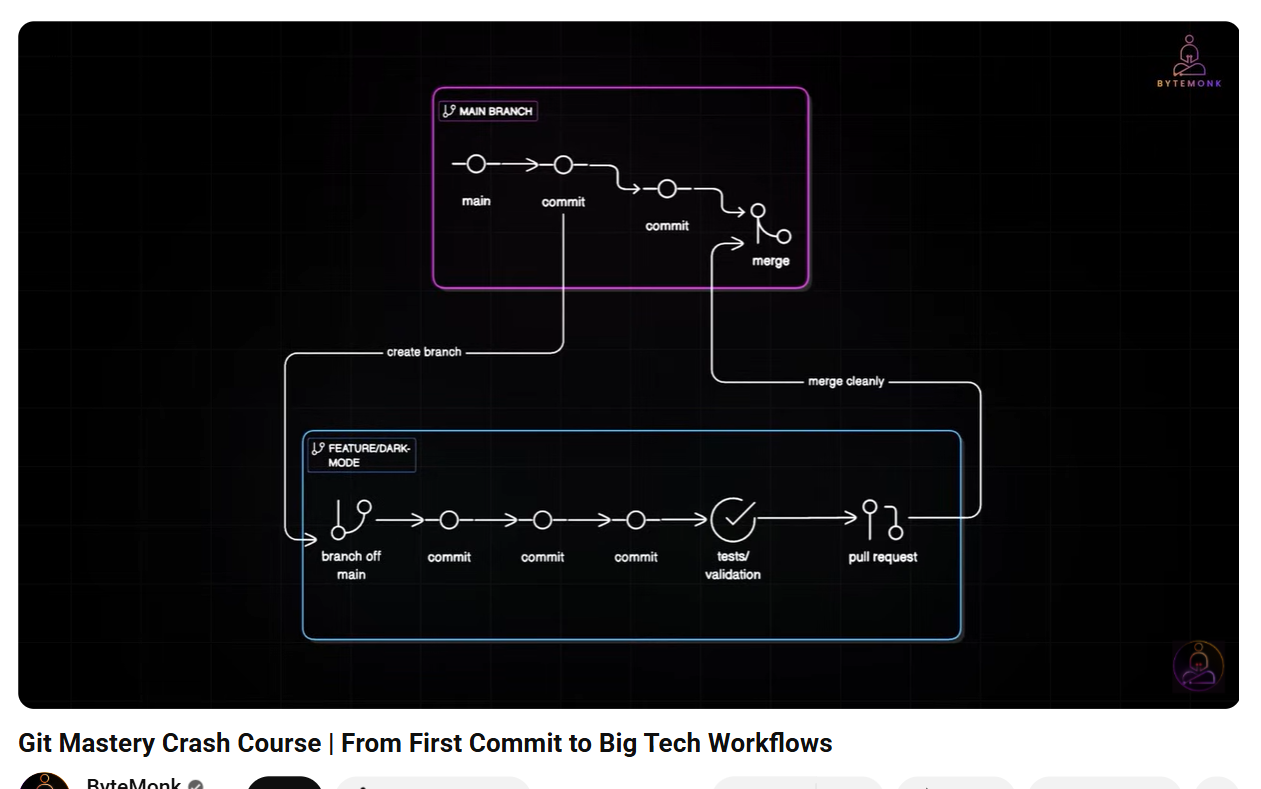 BYTEMONK
MAIN BRANCH
main
commit
commit
merge
create branch
merge cleanly
FEATURE/DARK-
MODE
branch off
main
commit
commit
commit
tests/
validation
pull request
Git Mastery Crash Course | From First Commit to Big Tech Workflows
ByteMonk